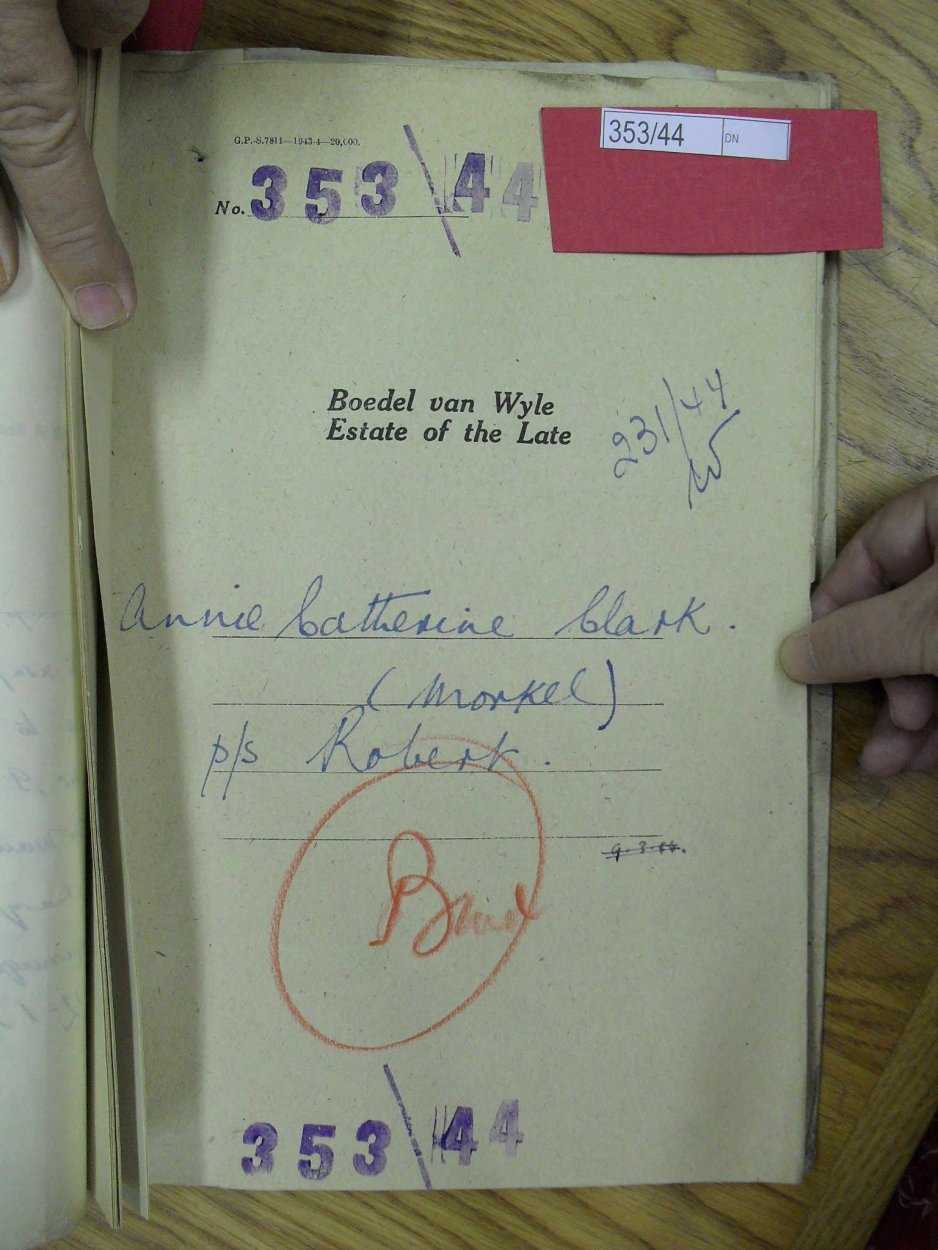 353/44 DN
G.P.-S.7811—1943-4—20,000.
No. 353/44
Boedel van Wyle
Estate of the Late
231/44
Annie Catherine Clark.
(Morkel)
p/s Robert.
353/44